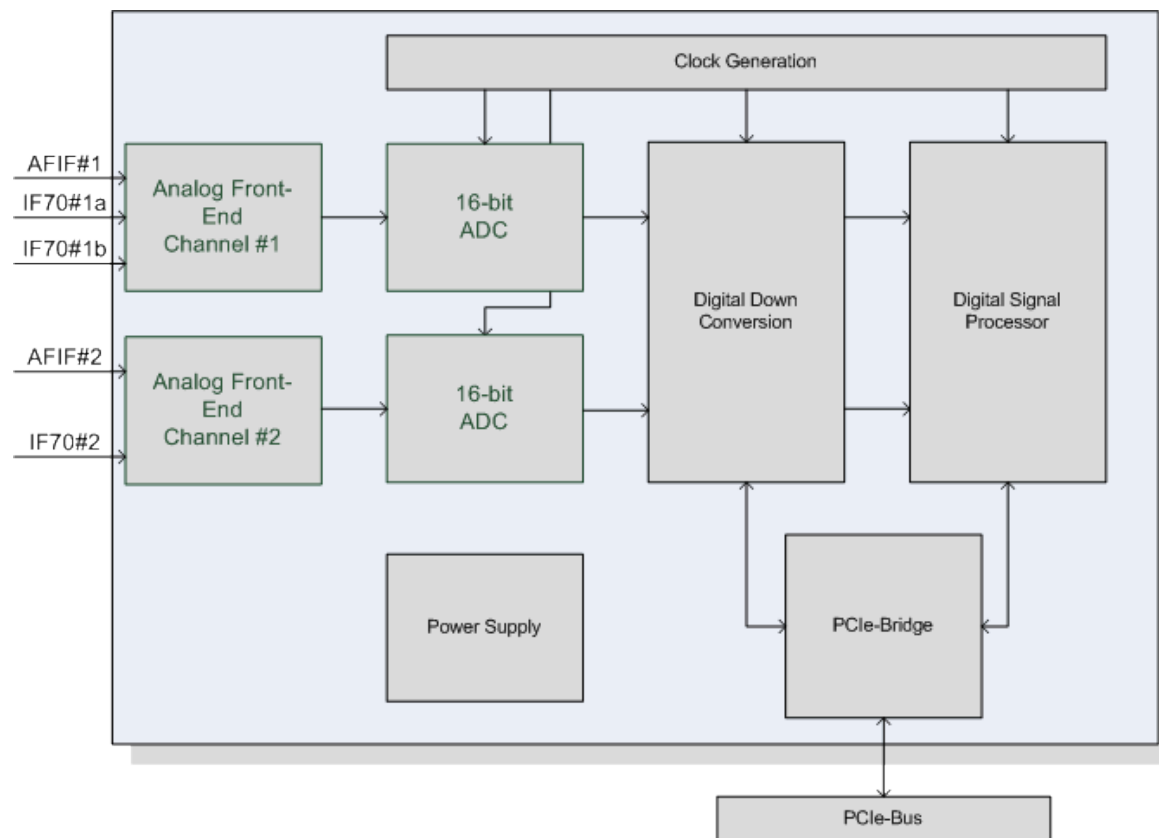 Clock Generation
AFIF#1
IF70#1a
IF70#1b
Analog Front-
End
Channel #1
16-bit
ADC
Digital Down
Conversion
Digital Signal
Processor
AFIF#2
IF70#2
Analog Front-
End
Channel #2
16-bit
ADC
Power Supply
PCIe-Bridge
PCIe-Bus